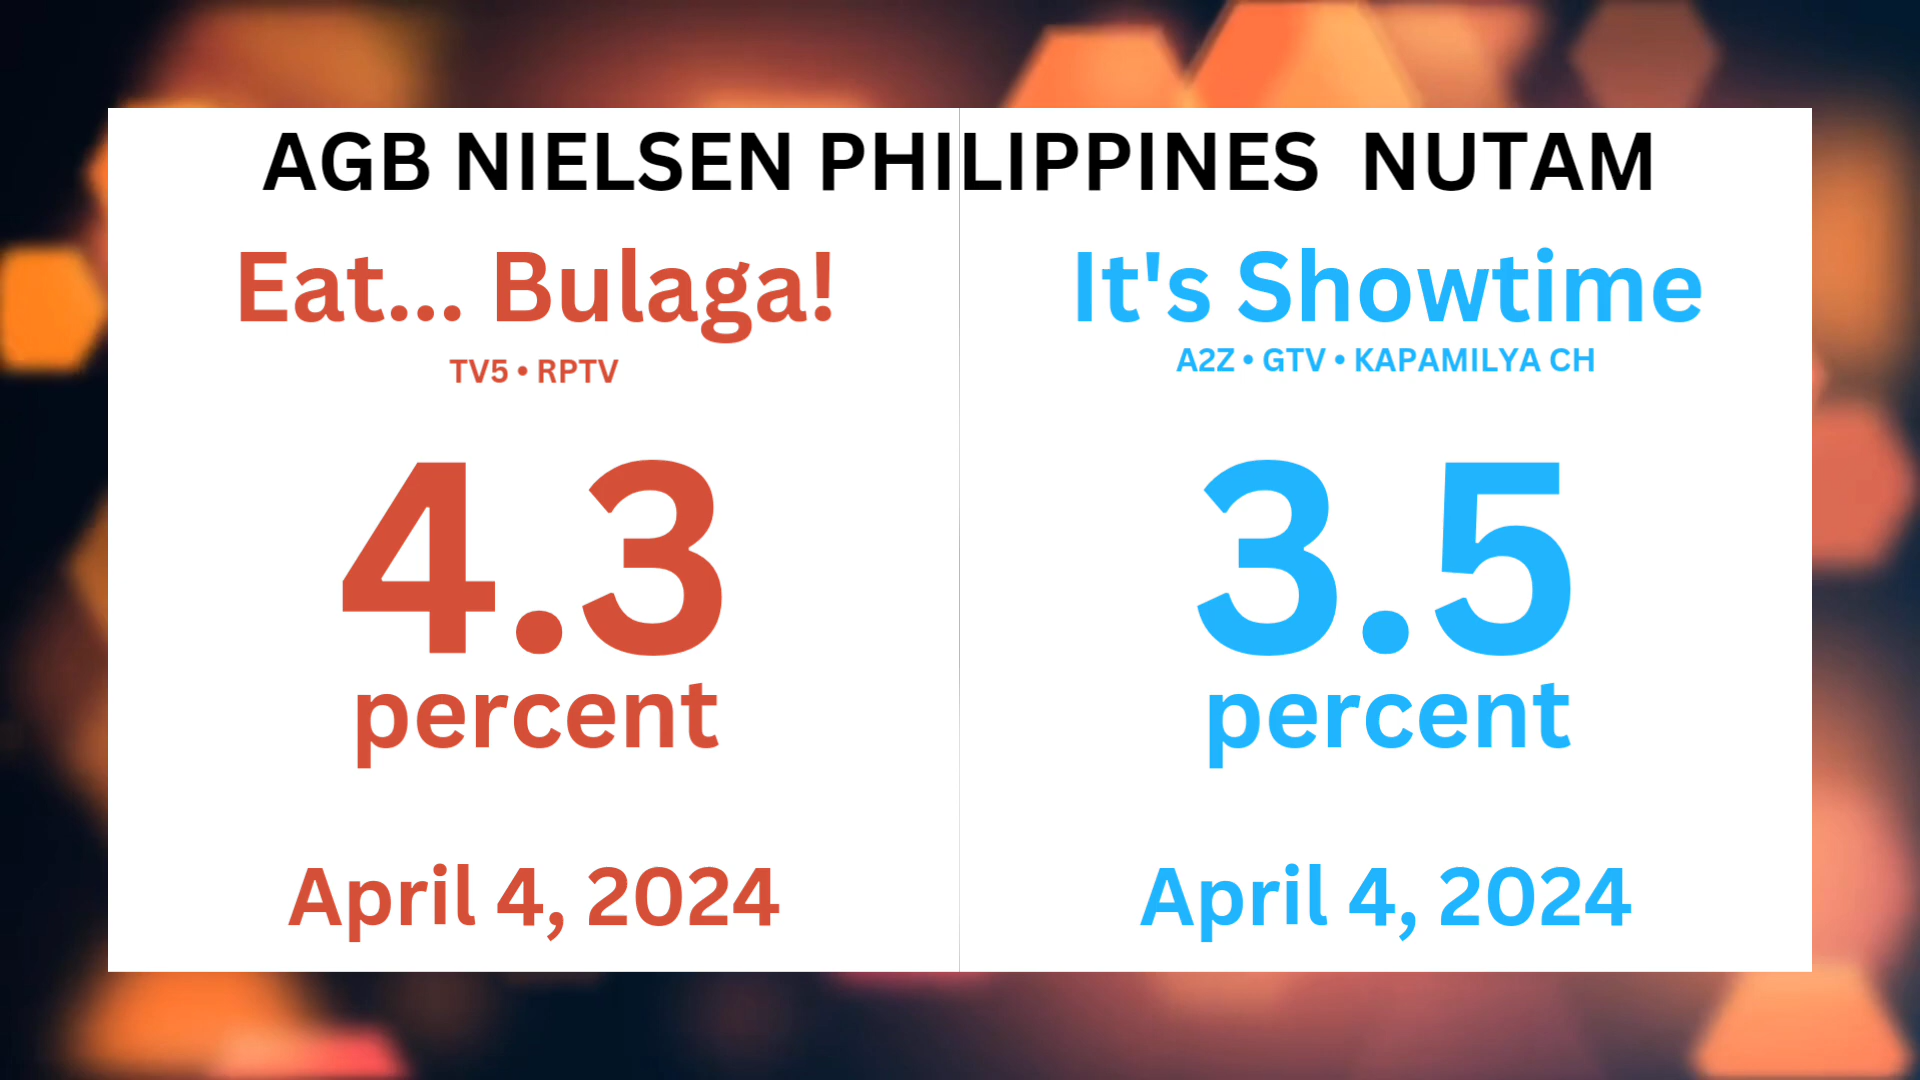 AGB NIELSEN PHILIPPINES NUTAM
Eat... Bulaga!
TV5 • RPTV
4.3
percent
April 4, 2024
It's Showtime
A2Z • GTV • KAPAMILYA CH
3.5
percent
April 4, 2024